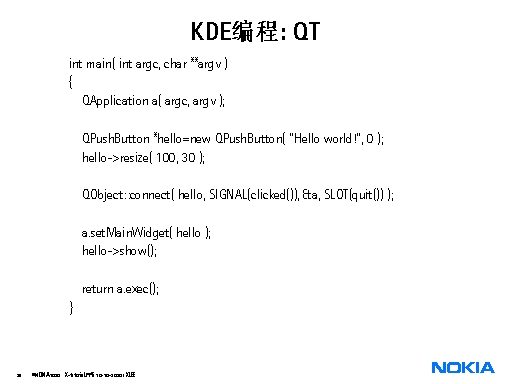 KDE编程: QT
int main( int argc, char **argv )
{
QApplication a( argc, argv );
QPushButton *hello=new QPushButton( "Hello world!", 0 );
hello->resize( 100, 30 );
QObject::connect( hello, SIGNAL(clicked()), &a, SLOT(quit()) );
a.setMainWidget( hello );
hello->show();
return a.exec();
}
NOKIA